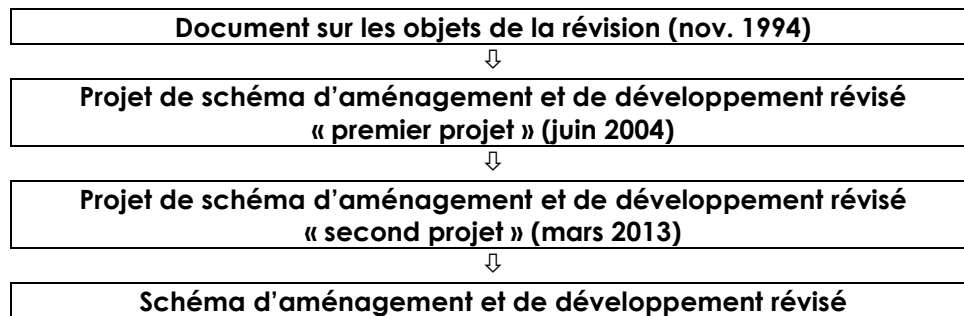 Document sur les objets de la révision (nov. 1994)
⇩
Projet de schéma d’aménagement et de développement révisé
« premier projet » (juin 2004)
⇩
Projet de schéma d’aménagement et de développement révisé
« second projet » (mars 2013)
⇩
Schéma d’aménagement et de développement révisé